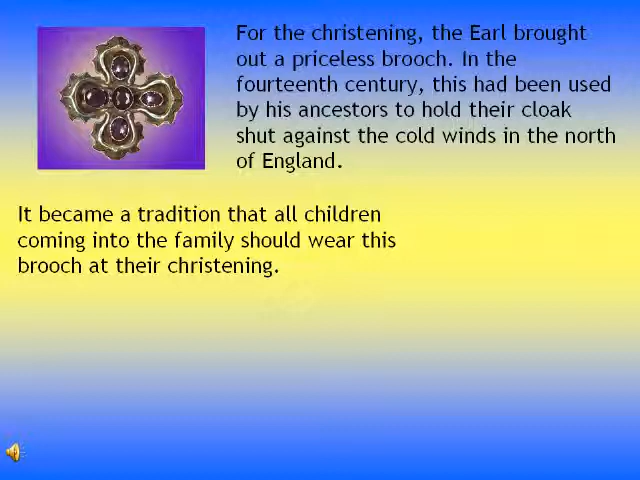 For the christening, the Earl brought
out a priceless brooch. In the
fourteenth century, this had been used
by his ancestors to hold their cloak
shut against the cold winds in the north
of England.
It became a tradition that all children
coming into the family should wear this
brooch at their christening.